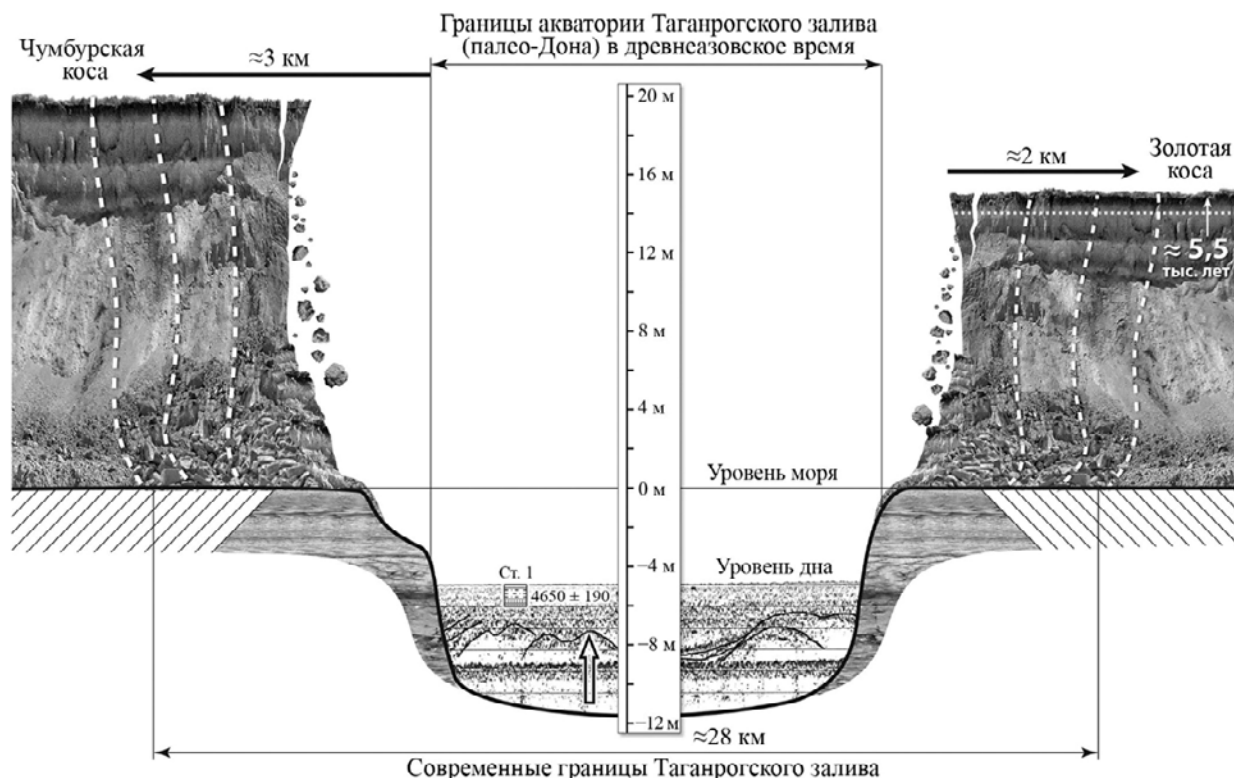 Границы акватории Таганрогского залива
(палео-Дона) в древнеазовское время
Чумбурская
коса
≈3 км
≈2 км
Золотая
коса
≈ 5,5
тыс. лет
20 м
16 м
12 м
8 м
4 м
0 м
−4 м
−8 м
−12 м
Уровень моря
Уровень дна
Ст. 1
4650 ± 190
≈28 км
Современные границы Таганрогского залива